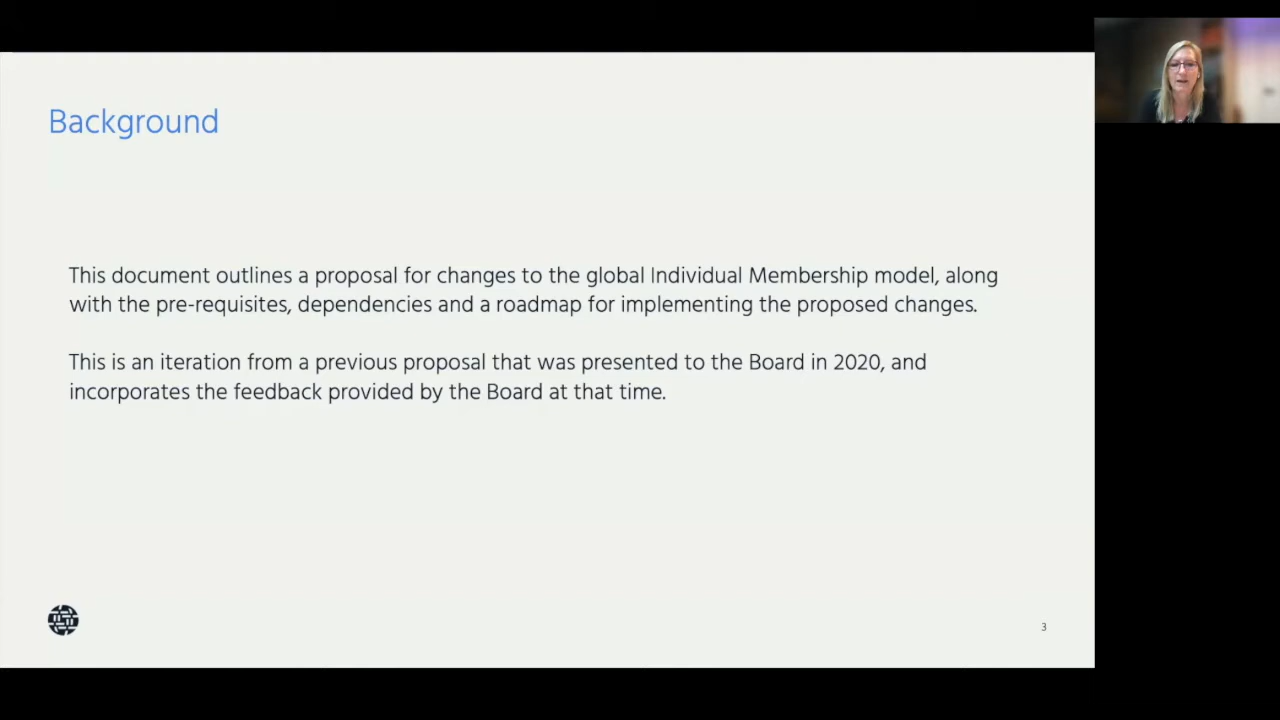 Background
This document outlines a proposal for changes to the global Individual Membership model, along
with the pre-requisites, dependencies and a roadmap for implementing the proposed changes.
This is an iteration from a previous proposal that was presented to the Board in 2020, and
incorporates the feedback provided by the Board at that time.
3